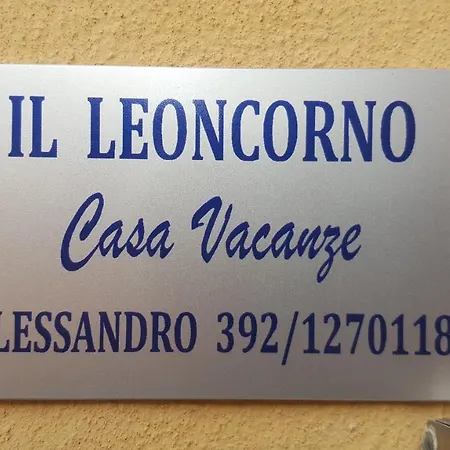 IL LEONCORNO
Casa Vacanze
LESSANDRO 392/1270118